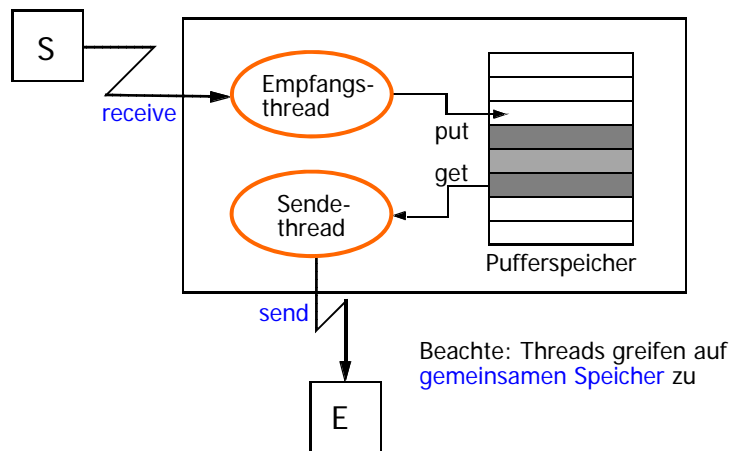 S
receive
Empfangs-
thread
put
get
Sende-
thread
Pufferspeicher
send
Beachte: Threads greifen auf
gemeinsamen Speicher zu
E